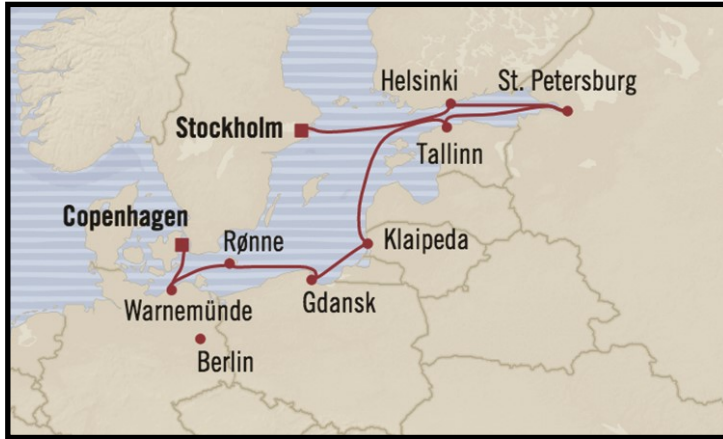 Helsinki
St. Petersburg
Stockholm
Tallinn
Copenhagen
Rønne
Klaipeda
Warnemünde
Gdansk
Berlin